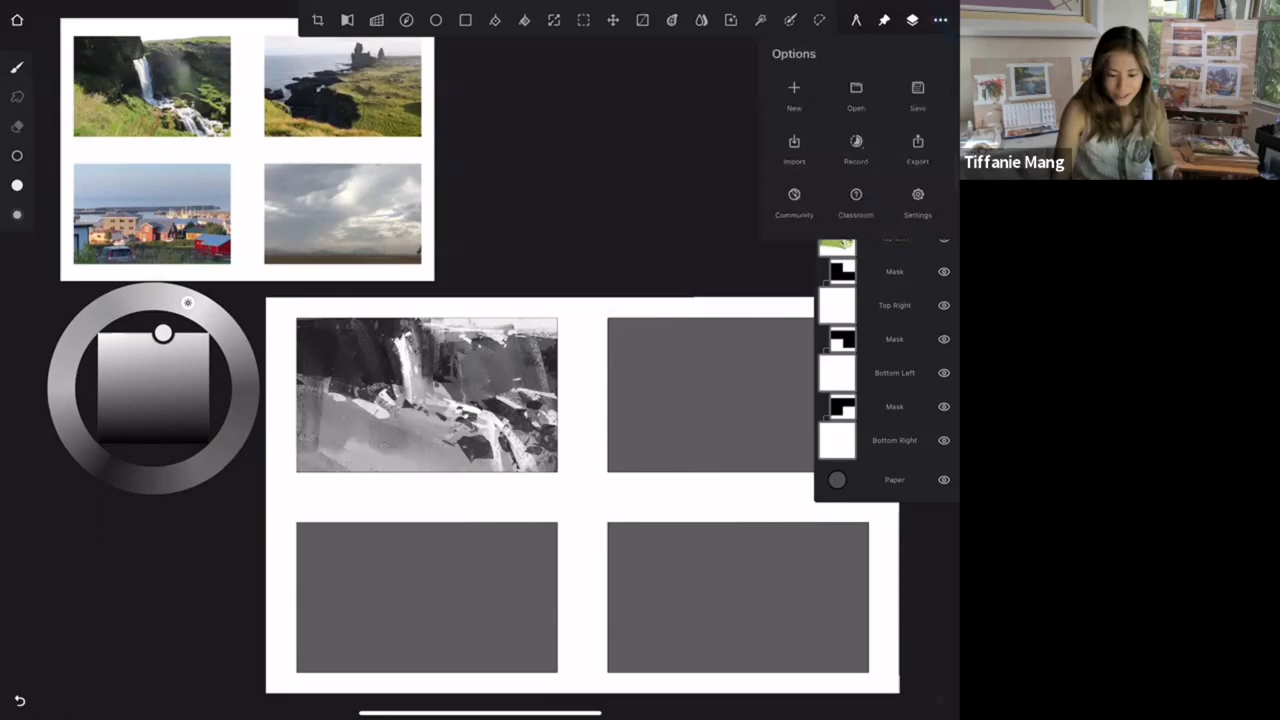 Options
New
Open
Save
Import
Record
Export
Community
Classroom
Settings
Mask
Top Right
Mask
Bottom Left
Mask
Bottom Right
Paper
Tiffanie Mang